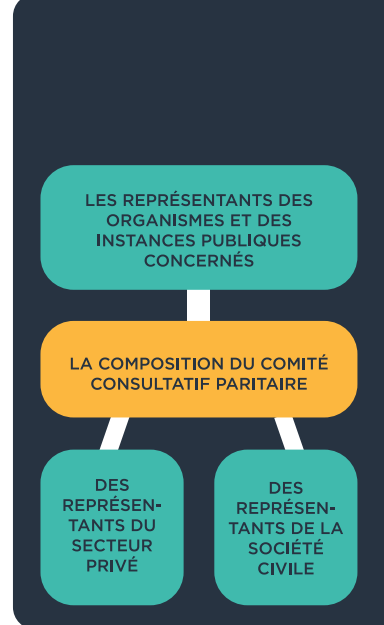 LES REPRÉSENTANTS DES
ORGANISMES ET DES
INSTANCES PUBLIQUES
CONCERNÉS
LA COMPOSITION DU COMITÉ
CONSULTATIF PARITAIRE
DES
REPRÉSEN-
TANTS DU
SECTEUR
PRIVÉ
DES
REPRÉSEN-
TANTS DE LA
SOCIÉTÉ
CIVILE